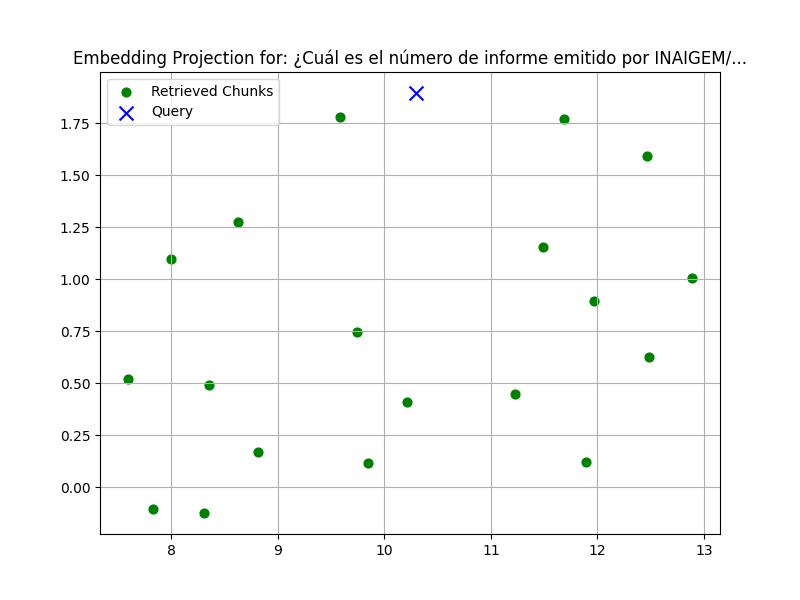 Embedding Projection for: ¿Cuál es el número de informe emitido por INAIGEM/...
Retrieved Chunks
Query
1.75
1.50
1.25
1.00
0.75
0.50
0.25
0.00
8 9 10 11 12 13